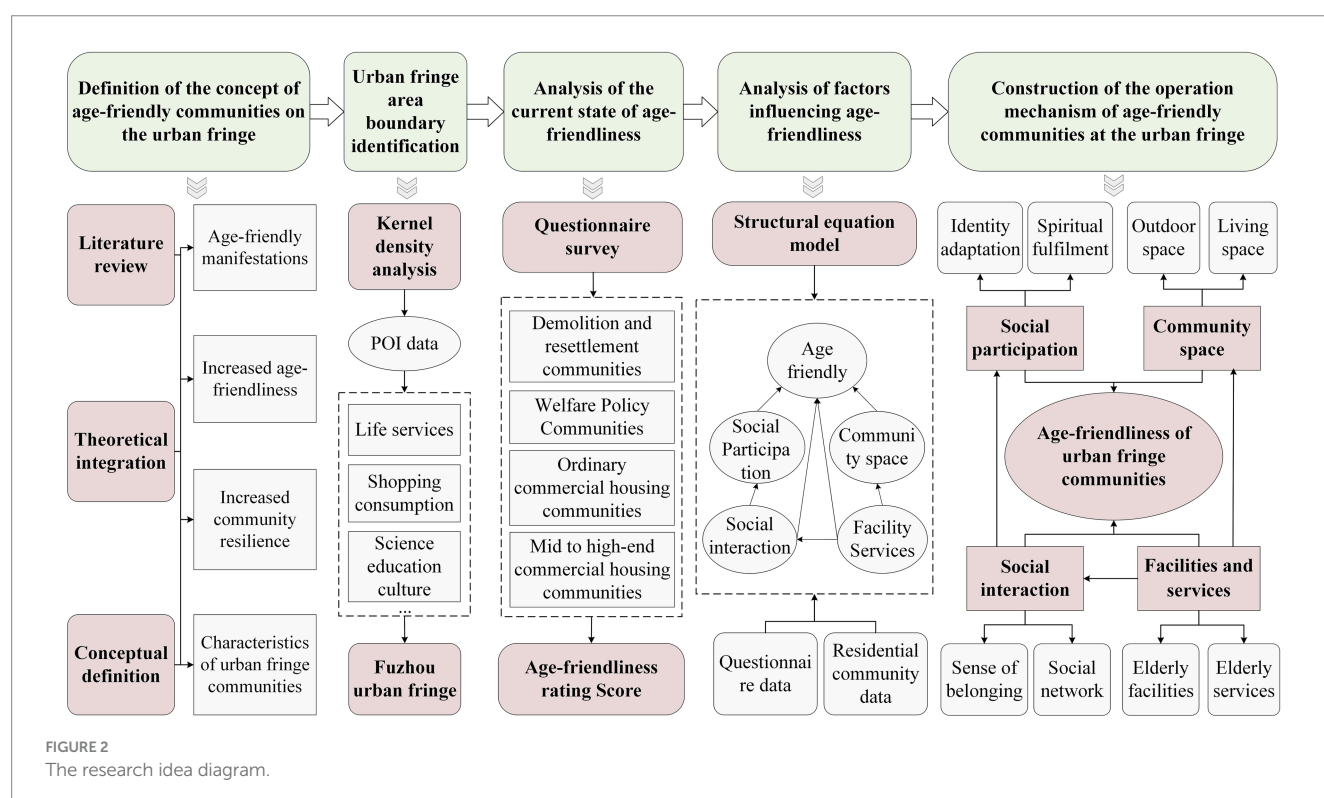 Definition of the concept of
age-friendly communities on
the urban fringe
Urban fringe
area
boundary
identification
Analysis of the
current state of age-
friendliness
Analysis of factors
influencing age-
friendliness
Construction of the operation
mechanism of age-friendly
communities at the urban fringe
Literature
review
Theoretical
integration
Conceptual
definition
Age-friendly
manifestations
Increased age-
friendliness
Increased
community
resilience
Characteristics
of urban fringe
communities
Kernel
density
analysis
POI data
Life services
Shopping
consumption
Science
education
culture
...
Fuzhou
urban fringe
Questionnaire
survey
Demolition and
resettlement
communities
Welfare Policy
Communities
Ordinary
commercial housing
communities
Mid to high-end
commercial housing
communities
Age-friendliness
rating Score
Structural equation
model
Age
friendly
Social
Participa
tion
Communi
ty space
Social
interaction
Facility
Services
Questionnai
re data
Residential
community
data
Identity
adaptation
Spiritual
fulfilment
Outdoor
space
Living
space
Social
participation
Community
space
Age-friendliness of
urban fringe
communities
Social
interaction
Facilities and
services
Sense of
belonging
Social
network
Elderly
facilities
Elderly
services
FIGURE 2
The research idea diagram.